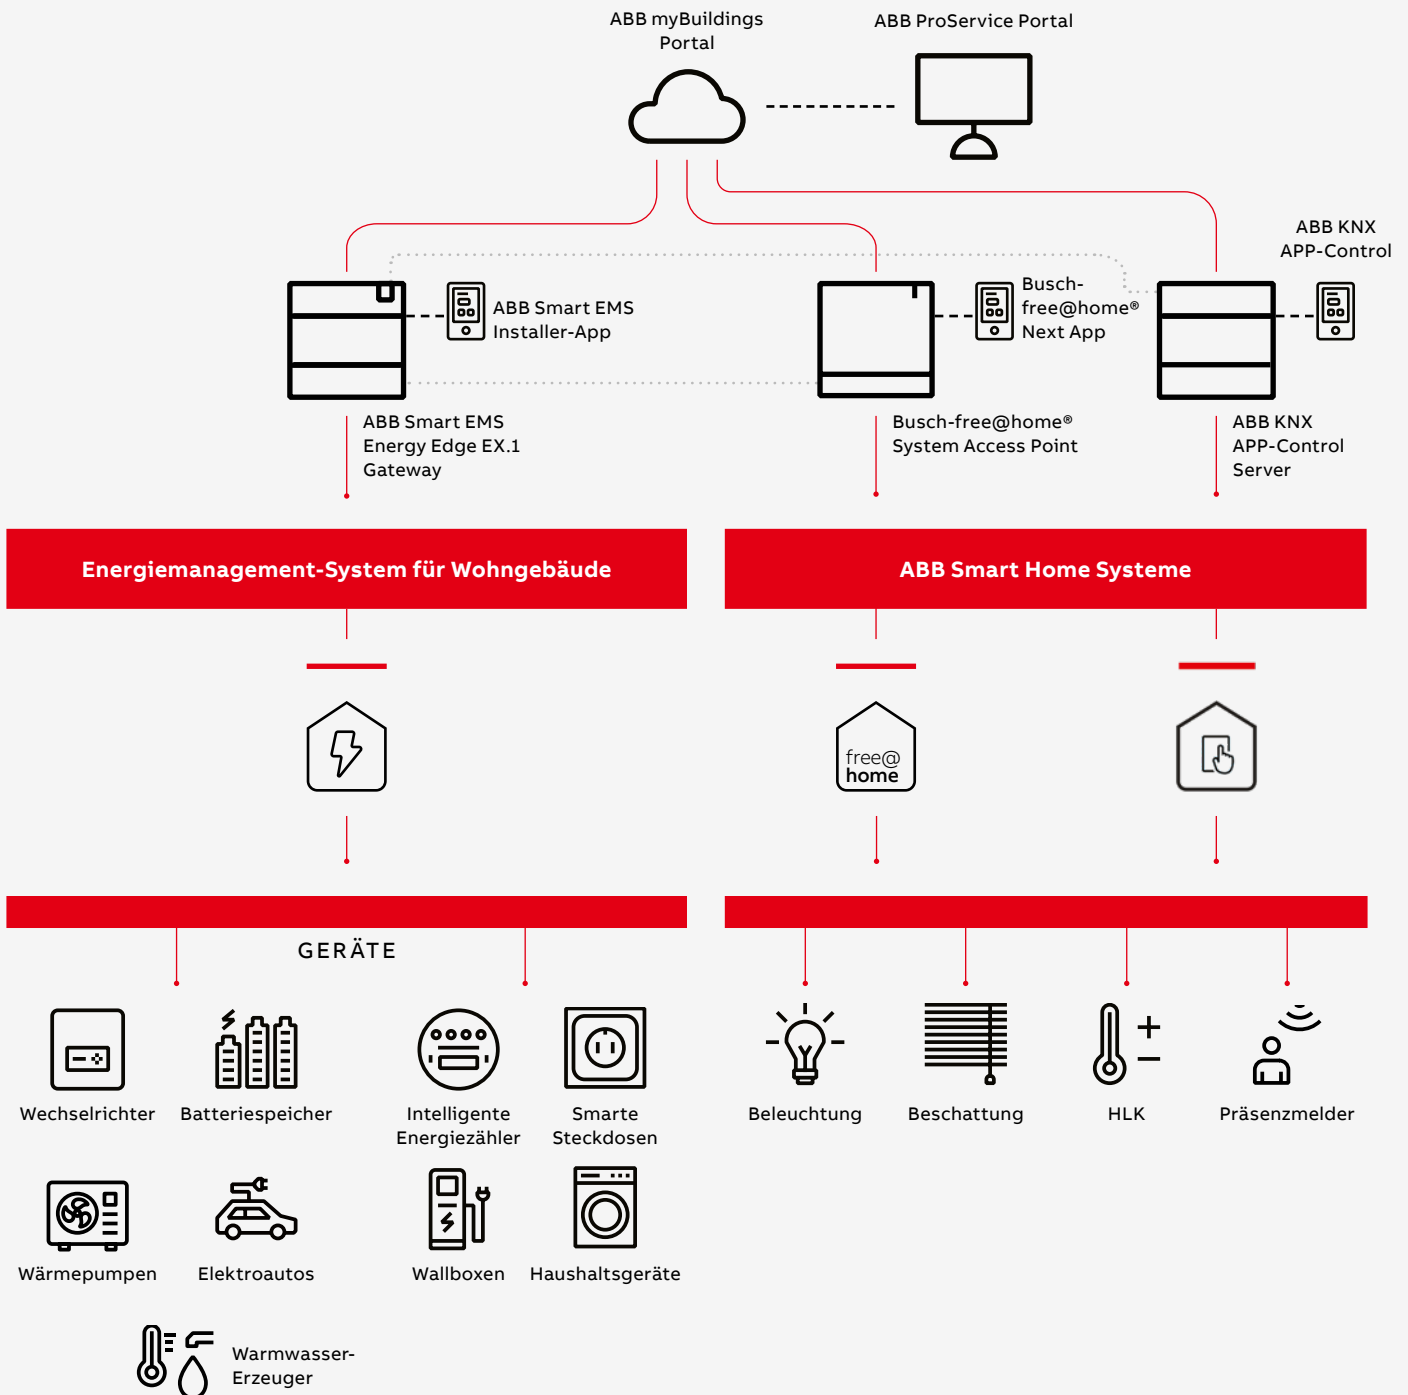 ABB myBuildings
Portal
ABB ProService Portal
ABB KNX
APP-Control
ABB Smart EMS
Installer-App
Busch-
free@home®
Next App
ABB Smart EMS
Energy Edge EX.1
Gateway
Busch-free@home®
System Access Point
ABB KNX
APP-Control
Server
Energiemanagement-System für Wohngebäude
ABB Smart Home Systeme
free@
home
GERÄTE
Wechselrichter
Batteriespeicher
Intelligente
Energiezähler
Smarte
Steckdosen
Beleuchtung
Beschattung
HLK
Präsenzmelder
Wärmepumpen
Elektroautos
Wallboxen
Haushaltsgeräte
Warmwasser-
Erzeuger